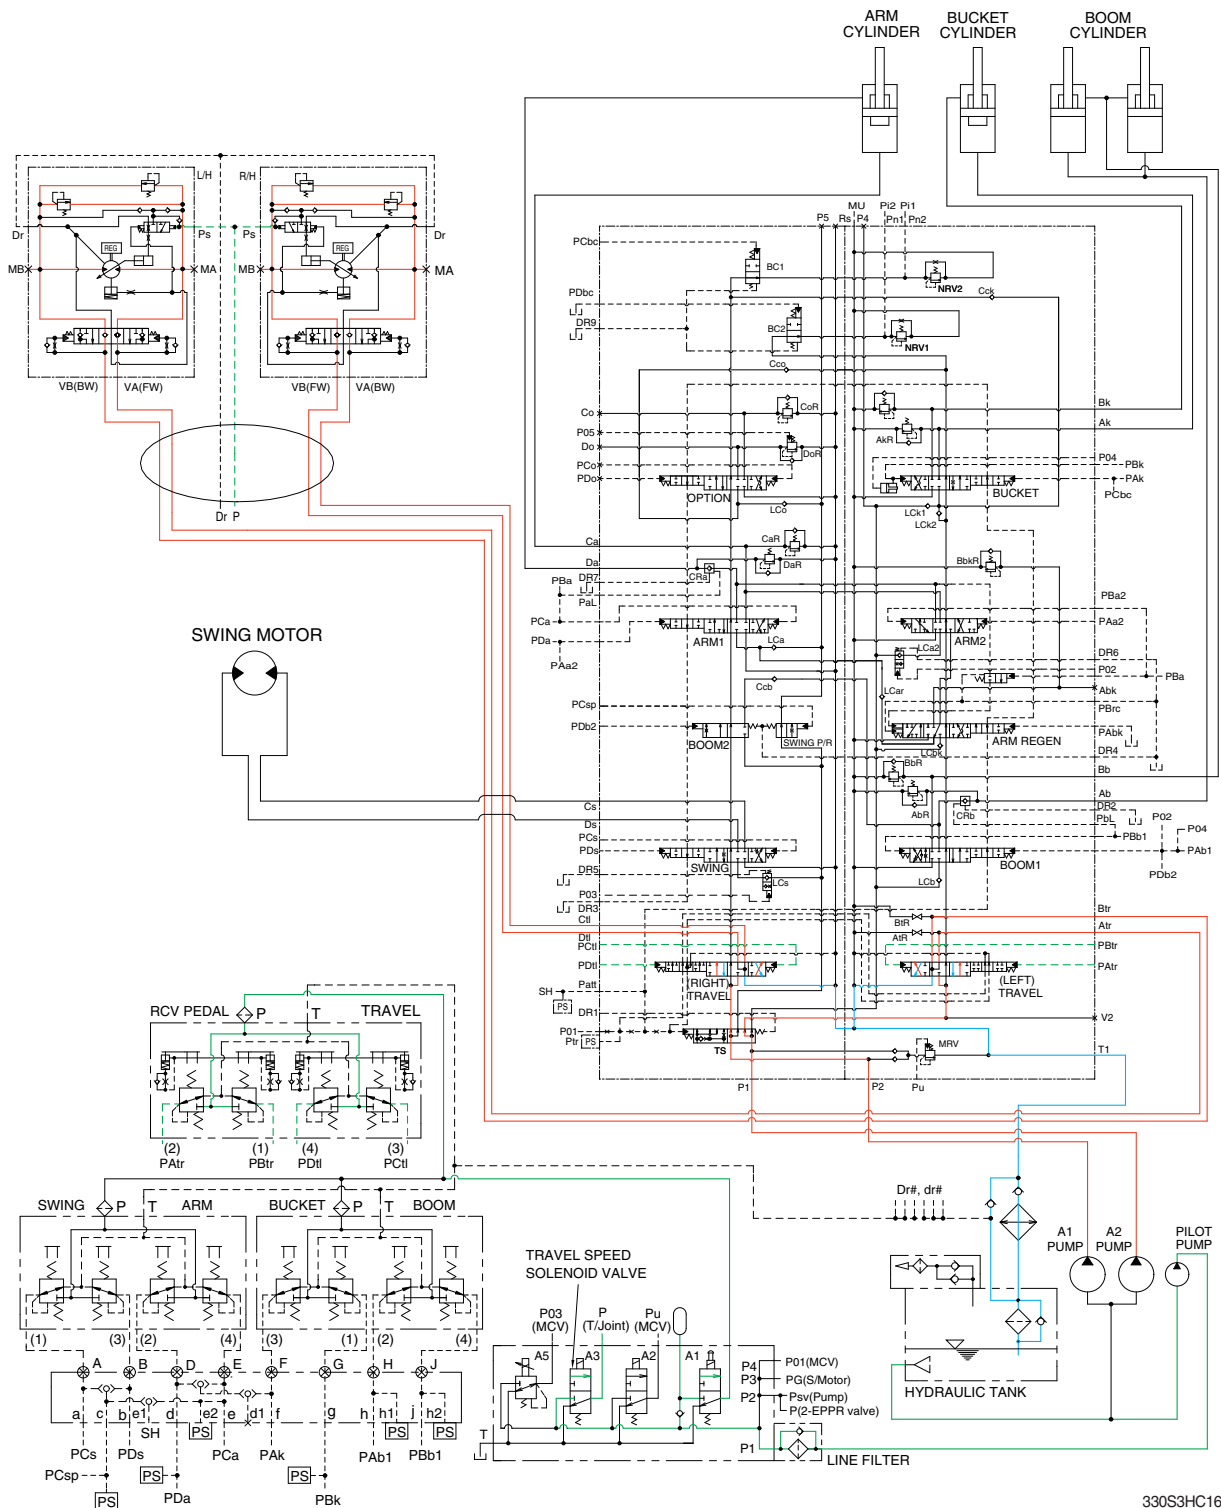 ARM
CYLINDER
BUCKET
CYLINDER
BOOM
CYLINDER
L/H
R/H
Dr
Ps
Ps
Dr
REG
REG
MB
MA
MB
MA
VB(BW)
VA(FW)
VB(FW)
VA(BW)
Dr P
P5
Rs
MU
P4
Pi2
Pn1
Pi1
Pn2
PCbc
BC1
NRV2
Cck
PDbc
DR9
BC2
NRV1
Cco
Co
CoR
Bk
AkR
Ak
P05
Do
DoR
PCo
PDo
OPTION
LCo
P04
PBk
PAk
PCbc
BUCKET
LCk1
LCk2
Ca
CaR
Da
DaR
CRa
BbkR
PBa
DR7
PaL
PCa
PDa
PAa2
ARM1
LCa
PBa2
PAa2
ARM2
LCa2
DR6
P02
PBa
Ccb
LCar
Abk
PBrc
PCsp
PDb2
BOOM2
SWING P/R
ARM REGEN
PAbk
LCbk
DR4
BbR
Bb
AbR
Ab
CRb
DR2
PbL
P02
P04
PBb1
PAb1
PDb2
SWING MOTOR
Cs
Ds
PCs
PDs
SWING
BOOM1
DR5
LCs
LCb
P03
DR3
Ctl
Dtl
PCtl
PDtl
BtR
AtR
Btr
Atr
PBtr
PAtr
Patt
(RIGHT)
TRAVEL
(LEFT)
TRAVEL
SH
PS
DR1
P01
Ptr
PS
TS
V2
MRV
T1
P1
P2
Pu
RCV PEDAL
P
T
TRAVEL
(2)
(1)
(4)
(3)
PAtr
PBtr
PDtl
PCtl
SWING
P
T
ARM
BUCKET
P
T
BOOM
(1)
(3)
(2)
(4)
(3)
(1)
(2)
(4)
A
B
D
E
F
G
H
J
a
c
b
e1
d
e2
e
d1
f
g
h
h1
j
h2
SH
PS
PS
PS
PCs
PDs
PCa
PAk
PAb1
PBb1
PCsp
PS
PS
PS
PDa
PBk
TRAVEL SPEED
SOLENOID VALVE
P03
(MCV)
P
(T/Joint)
Pu
(MCV)
A5
A3
A2
A1
P4
P3
P2
P01(MCV)
PG(S/Motor)
Psv(Pump)
P(2-EPPR valve)
T
P1
LINE FILTER
Dr#, dr#
HYDRAULIC TANK
A1
PUMP
A2
PUMP
PILOT
PUMP
330S3HC16